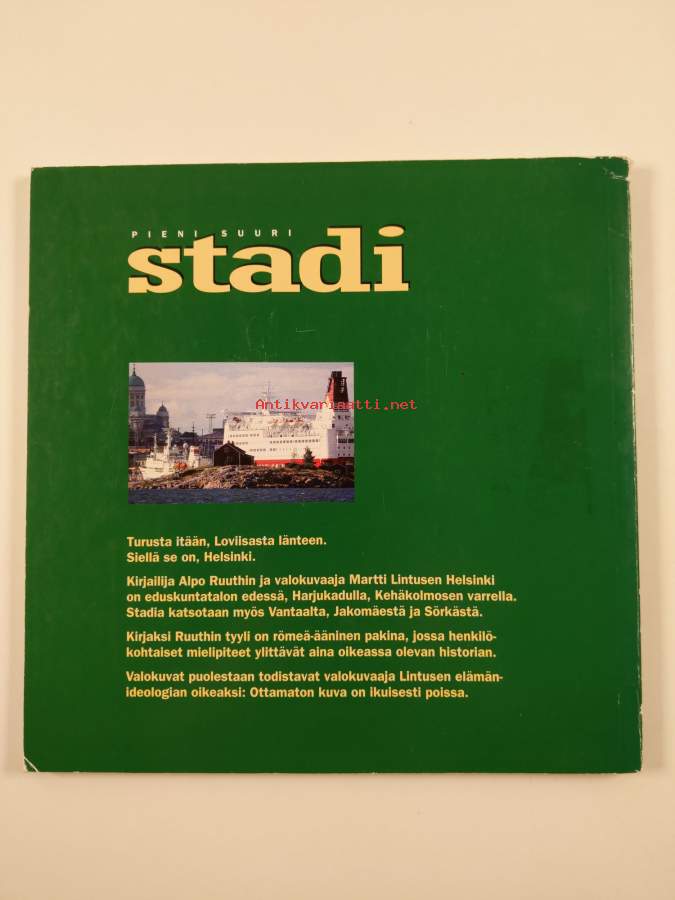 PIENI SUURI
stadi
Antikvariaatti.net
Turusta itään, Loviisasta länteen.
Siellä se on, Helsinki.
Kirjailija Alpo Ruuthin ja valokuvaaja Martti Lintusen Helsinki
on eduskuntatalon edessä, Harjukadulla, Kehäkolmosen varrella.
Stadia katsotaan myös Vantaalta, Jakomäestä ja Sörkästä.
Kirjaksi Ruuthin tyyli on römeä-ääninen pakina, jossa henkilö-
kohtaiset mielipiteet ylittävät aina oikeassa olevan historian.
Valokuvat puolestaan todistavat valokuvaaja Lintusen elämän-
ideologian oikeaksi: Ottamaton kuva on ikuisesti poissa.